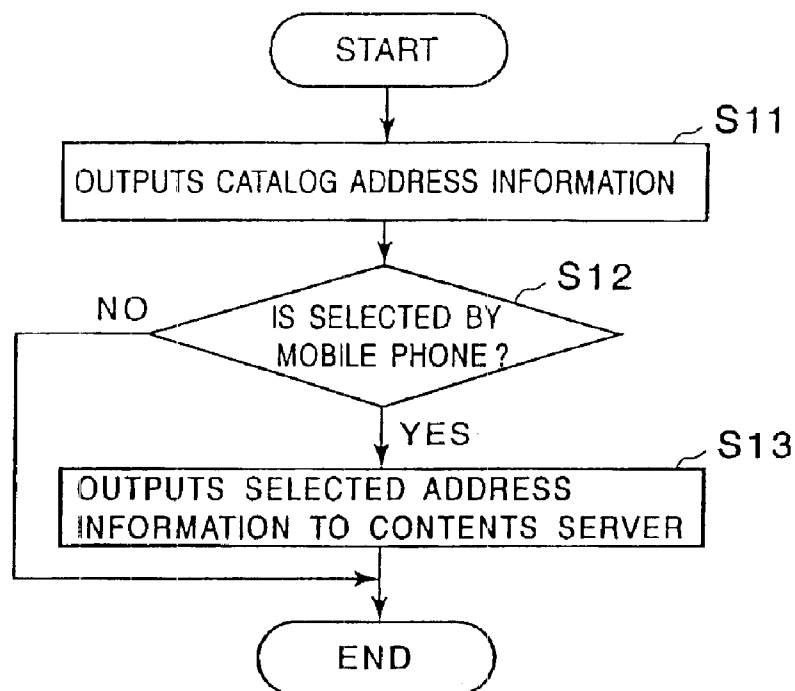 START
S11
OUTPUTS CATALOG ADDRESS INFORMATION
S12
NO
IS SELECTED BY
MOBILE PHONE?
YES
S13
OUTPUTS SELECTED ADDRESS
INFORMATION TO CONTENTS SERVER
END